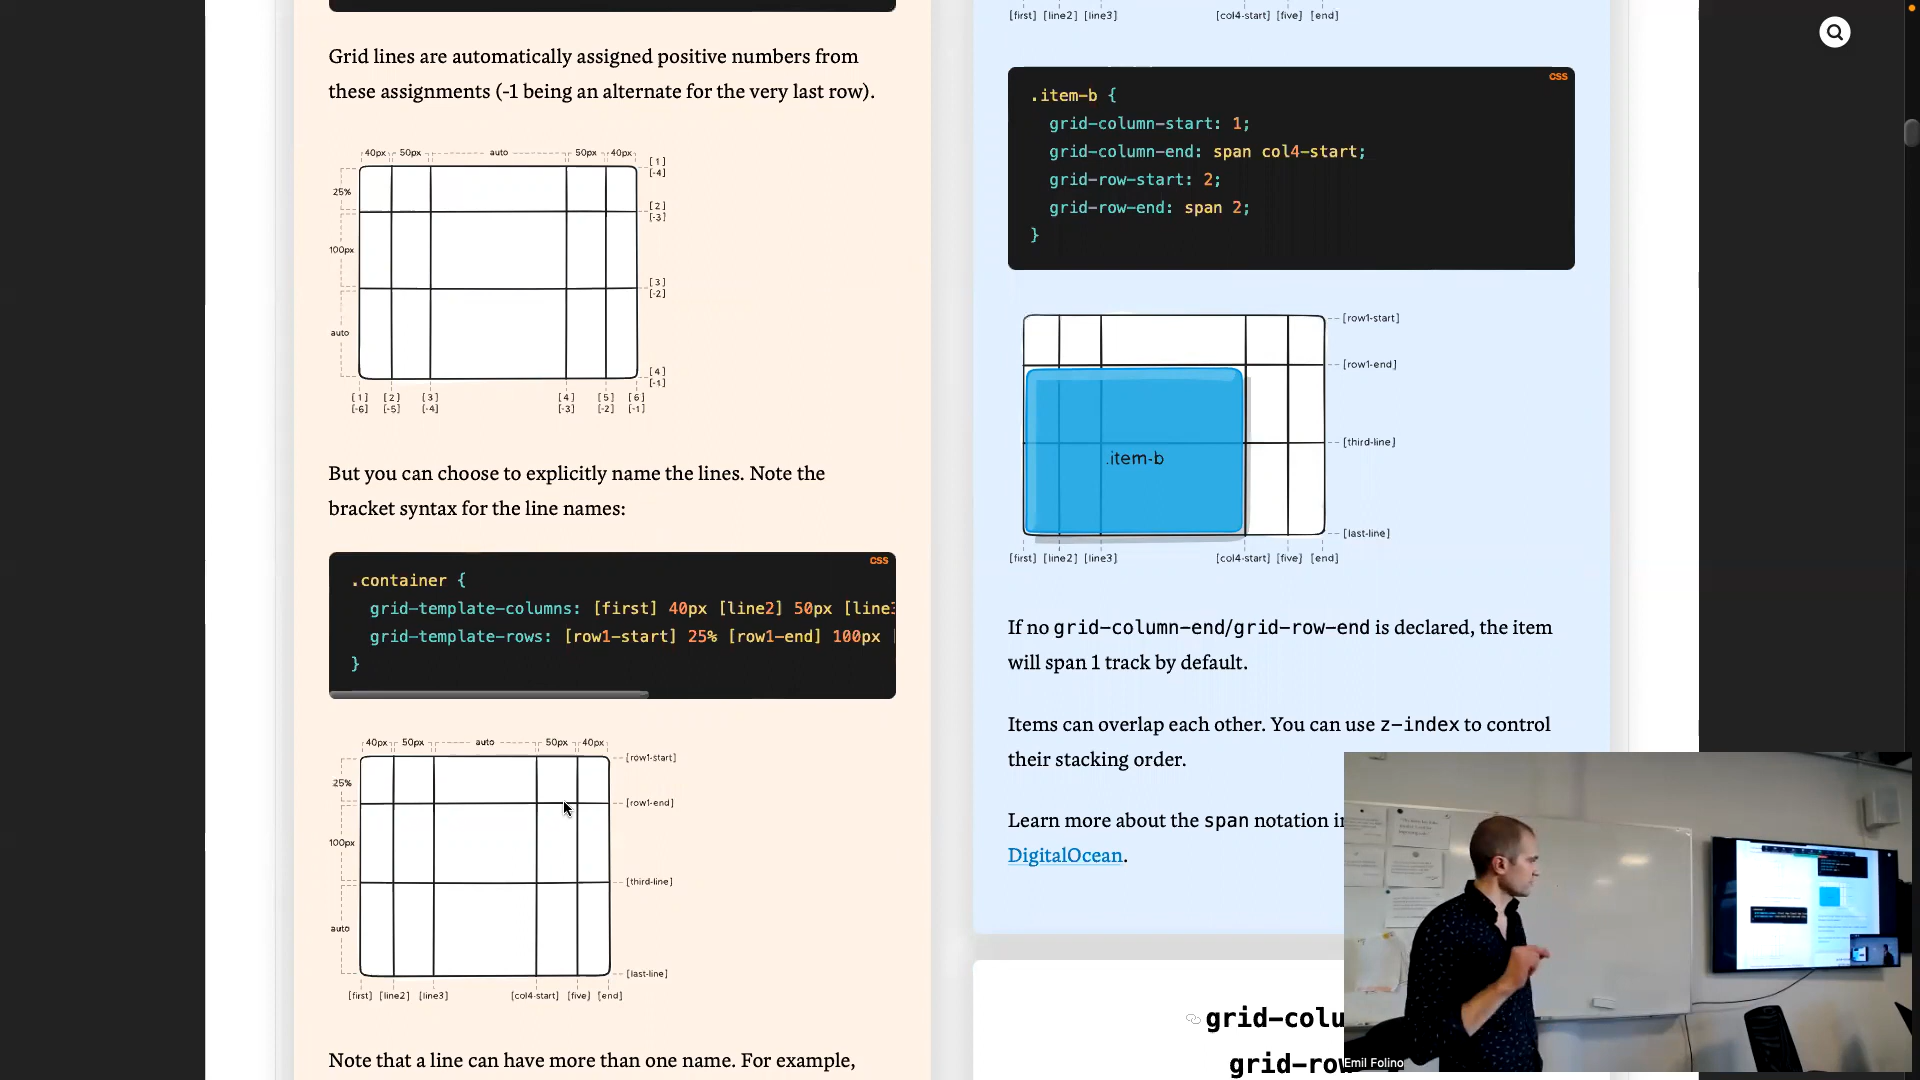 Grid lines are automatically assigned positive numbers from
these assignments (-1 being an alternate for the very last row).
40px 50px auto 50px 40px
25%
100px
auto
[1]
[-4]
[2]
[-3]
[3]
[-2]
[4]
[-1]
[1] [2] [3] [4] [5] [6]
[-6] [-5] [-4] [-3] [-2] [-1]
But you can choose to explicitly name the lines. Note the
bracket syntax for the line names:
CSS
.container {
grid-template-columns: [first] 40px [line2] 50px [line3
grid-template-rows: [row1-start] 25% [row1-end] 100px [
}
40px 50px auto 50px 40px
25%
100px
auto
[row1-start]
[row1-end]
[third-line]
[last-line]
[first] [line2] [line3] [col4-start] [five] [end]
Note that a line can have more than one name. For example,
[first] [line2] [line3] [col4-start] [five] [end]
CSS
.item-b {
grid-column-start: 1;
grid-column-end: span col4-start;
grid-row-start: 2;
grid-row-end: span 2;
}
.item-b
[row1-start]
[row1-end]
[third-line]
[last-line]
[first] [line2] [line3] [col4-start] [five] [end]
If no grid-column-end/grid-row-end is declared, the item
will span 1 track by default.
Items can overlap each other. You can use z-index to control
their stacking order.
Learn more about the span notation in
DigitalOcean.
grid-colu
grid-row
Emil Folino